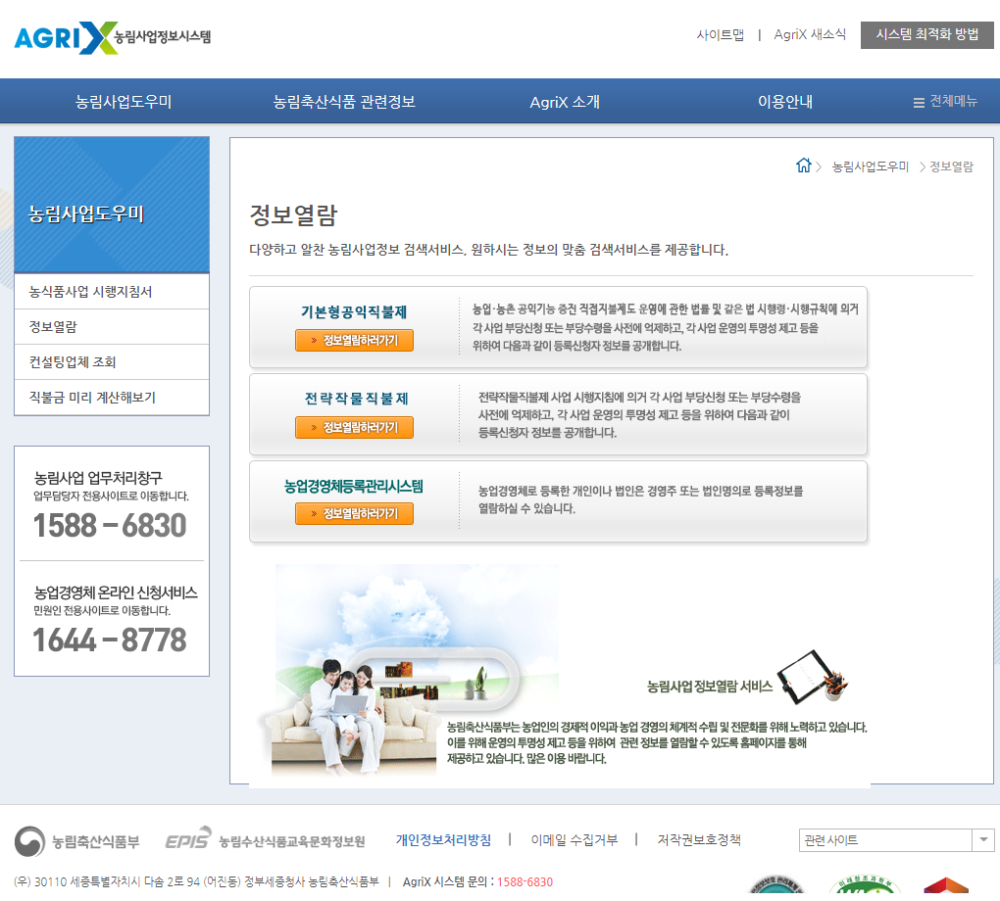 AGRIX 농림사업정보시스템
사이트맵 | AgriX 새소식 시스템 최적화 방법
농림사업도우미 농림축산식품 관련정보 AgriX 소개 이용안내 전체메뉴
농림사업도우미
농식품사업 시행지침서
정보열람
컨설팅업체 조회
직불금 미리 계산해보기
농림사업 업무처리창구
업무담당자 전용사이트로 이동합니다.
1588 - 6830
농업경영체 온라인 신청서비스
민원인 전용사이트로 이동합니다.
1644 - 8778
농림사업도우미 > 정보열람
정보열람
다양하고 알찬 농림사업정보 검색서비스, 원하시는 정보의 맞춤 검색서비스를 제공합니다.
기본형공익직불제
» 정보열람하러가기
농업·농촌 공익기능 증진 직접지불제도 운영에 관한 법률 및 같은 법 시행령·시행규칙에 의거
각 사업 부당신청 또는 부당수령을 사전에 억제하고, 각 사업 운영의 투명성 제고 등을
위하여 다음과 같이 등록신청자 정보를 공개합니다.
전략작물직불제
» 정보열람하러가기
전략작물직불제 사업 시행지침에 의거 각 사업 부당신청 또는 부당수령을
사전에 억제하고, 각 사업 운영의 투명성 제고 등을 위하여 다음과 같이
등록신청자 정보를 공개합니다.
농업경영체등록관리시스템
» 정보열람하러가기
농업경영체로 등록한 개인이나 법인은 경영주 또는 법인명의로 등록정보를
열람하실 수 있습니다.
농림사업 정보열람 서비스
농림축산식품부는 농업인의 경제적 이익과 농업 경영의 체계적 수립 및 전문화를 위해 노력하고 있습니다.
이를 위해 운영의 투명성 제고 등을 위하여 관련 정보를 열람할 수 있도록 홈페이지를 통해
제공하고 있습니다. 많은 이용 바랍니다.
농림축산식품부 EPIS 농림수산식품교육문화정보원 개인정보처리방침 | 이메일 수집거부 | 저작권보호정책 관련 사이트
(우) 30110 세종특별자치시 다솜 2로 94 (어진동) 정부세종청사 농림축산식품부 | AgriX 시스템 문의 : 1588-6830